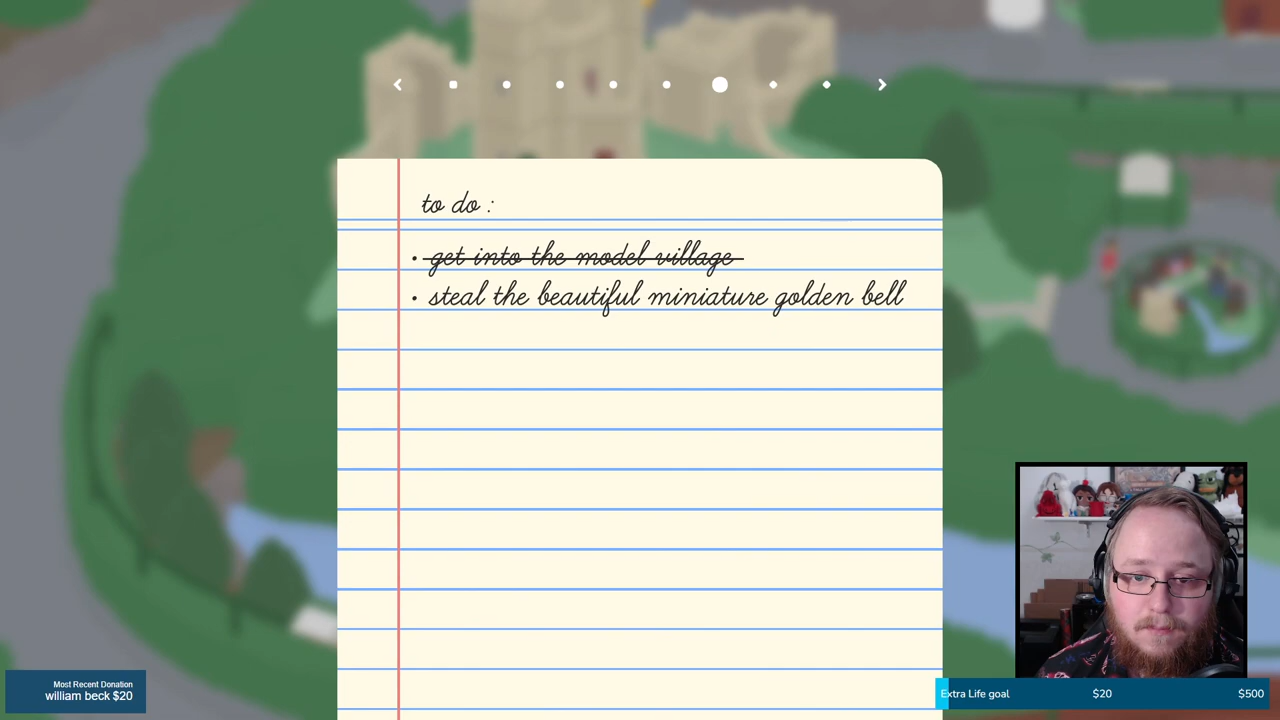 to do :
• get into the model village
• steal the beautiful miniature golden bell
Most Recent Donation
william beck $20
Extra Life goal $20 $500